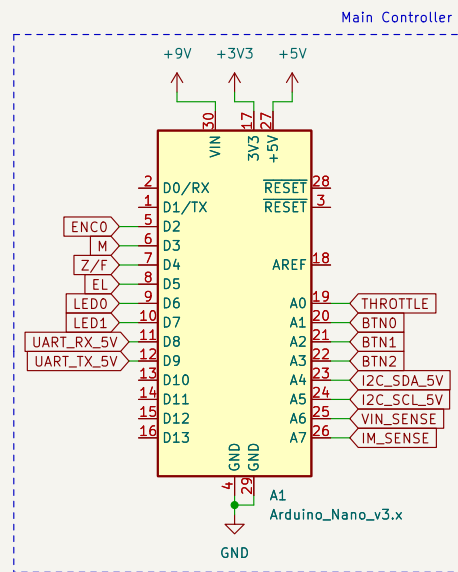 Main Controller
+9V +3V3 +5V
30 17 27
VIN 3V3 +5V
2 D0/RX RESET 28
1 D1/TX RESET 3
ENC0 5 D2
M 6 D3
Z/F 7 D4 AREF 18
EL 8 D5
LED0 9 D6 A0 19 THROTTLE
LED1 10 D7 A1 20 BTN0
UART_RX_5V 11 D8 A2 21 BTN1
UART_TX_5V 12 D9 A3 22 BTN2
13 D10 A4 23 I2C_SDA_5V
14 D11 A5 24 I2C_SCL_5V
15 D12 A6 25 VIN_SENSE
16 D13 A7 26 IM_SENSE
GND GND
4 29
A1
Arduino_Nano_v3.x
GND